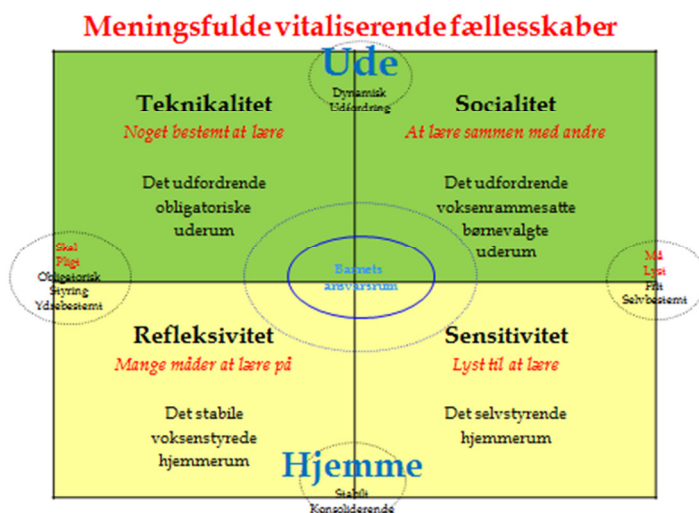 Meningsfulde vitaliserende fællesskaber
Ude
Dynamisk
Udfordring
Teknikalitet
Noget bestemt at lære
Det udfordrende
obligatoriske
uderum
Socialitet
At lære sammen med andre
Det udfordrende
voksenrammesatte
børnevalgte
uderum
Skal
Pligt
Obligatorisk
Styring
Ydrebestemt
Barnets
ansvarsrum
Må
Lyst
Frit
Selvbestemt
Refleksivitet
Mange måder at lære på
Det stabile
voksenstyrede
hjemmerum
Sensitivitet
Lyst til at lære
Det selvstyrende
hjemmerum
Hjemme
Stabilt
Konsoliderende